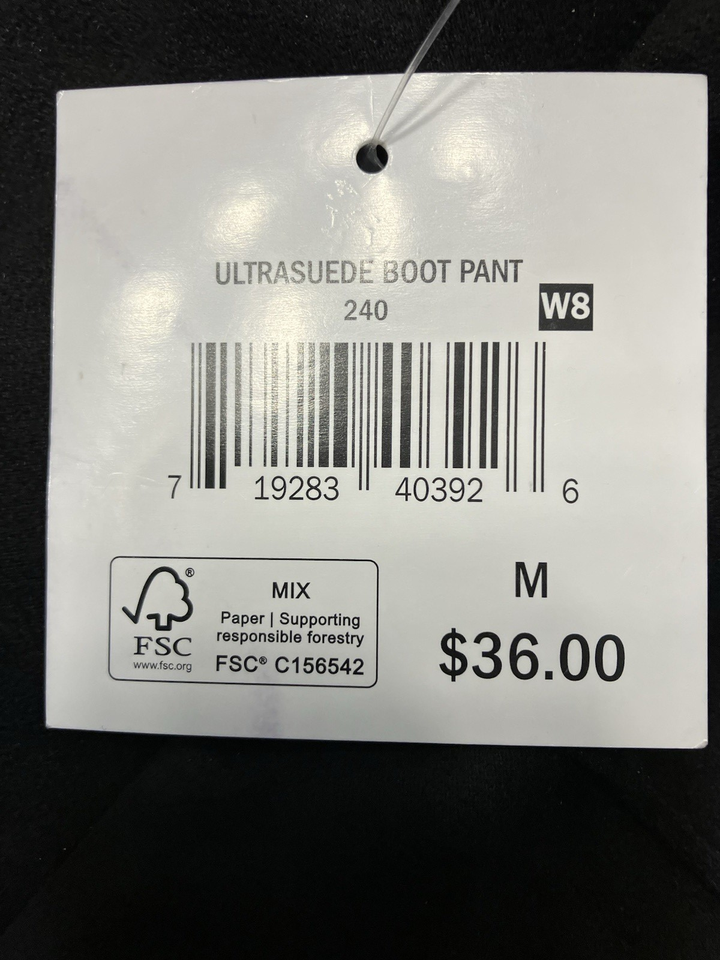 ULTRASUEDE BOOT PANT
240
W8
7 19283 40392 6
®
FSC
www.fsc.org
MIX
Paper | Supporting
responsible forestry
FSC® C156542
M
$36.00